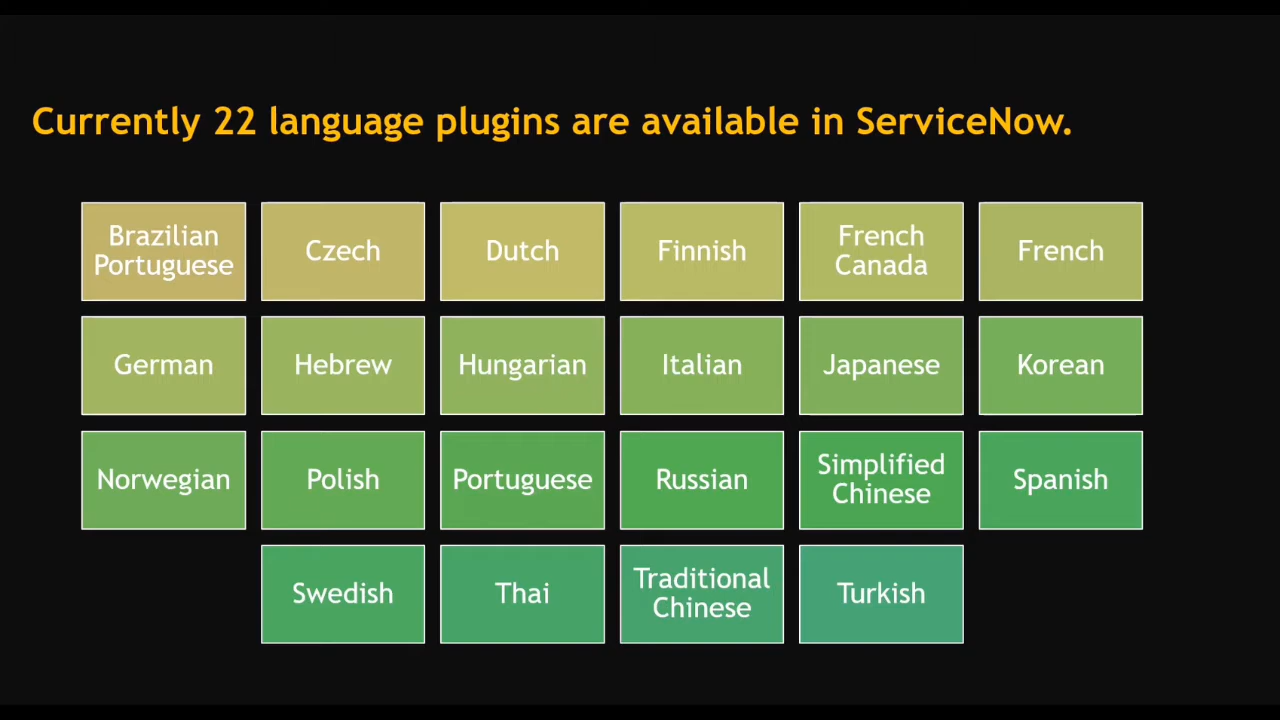 Currently 22 language plugins are available in ServiceNow.
Brazilian
Portuguese
Czech
Dutch
Finnish
French
Canada
French
German
Hebrew
Hungarian
Italian
Japanese
Korean
Norwegian
Polish
Portuguese
Russian
Simplified
Chinese
Spanish
Swedish
Thai
Traditional
Chinese
Turkish